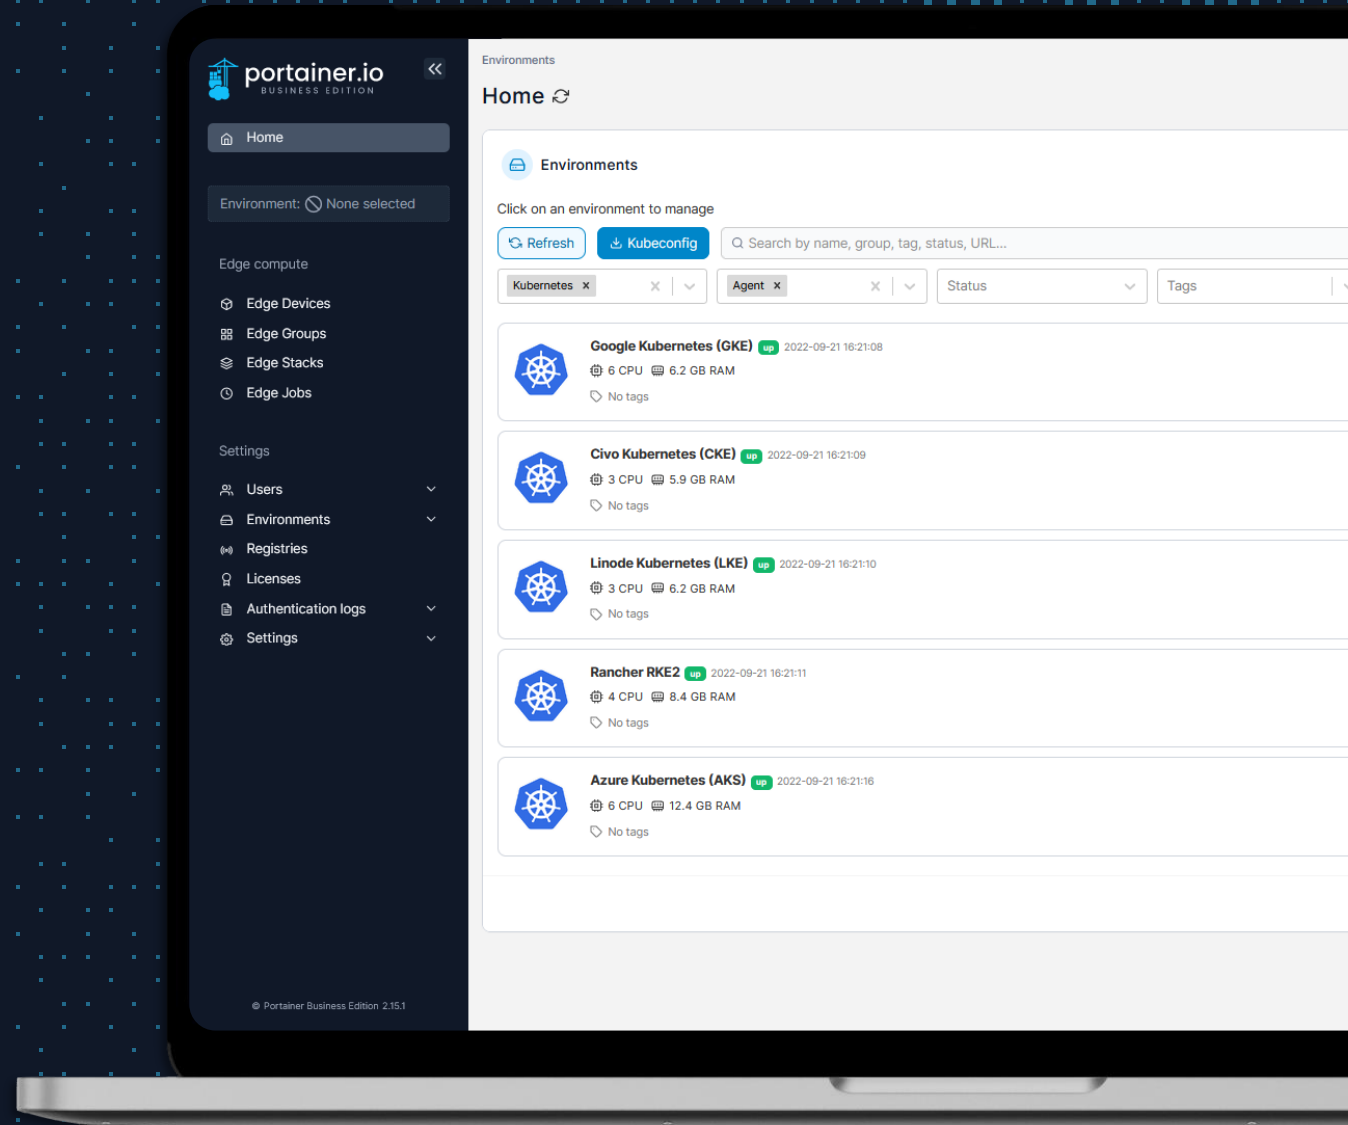 portainer.io
BUSINESS EDITION
Home
Environment: None selected
Edge compute
Edge Devices
Edge Groups
Edge Stacks
Edge Jobs
Settings
Users
Environments
Registries
Licenses
Authentication logs
Settings
© Portainer Business Edition 2.15.1
Environments
Home
Environments
Click on an environment to manage
Refresh Kubeconfig Search by name, group, tag, status, URL...
Kubernetes × Agent × Status Tags
Google Kubernetes (GKE) up 2022-09-21 16:21:08
6 CPU 6.2 GB RAM
No tags
Civo Kubernetes (CKE) up 2022-09-21 16:21:09
3 CPU 5.9 GB RAM
No tags
Linode Kubernetes (LKE) up 2022-09-21 16:21:10
3 CPU 6.2 GB RAM
No tags
Rancher RKE2 up 2022-09-21 16:21:11
4 CPU 8.4 GB RAM
No tags
Azure Kubernetes (AKS) up 2022-09-21 16:21:16
6 CPU 12.4 GB RAM
No tags